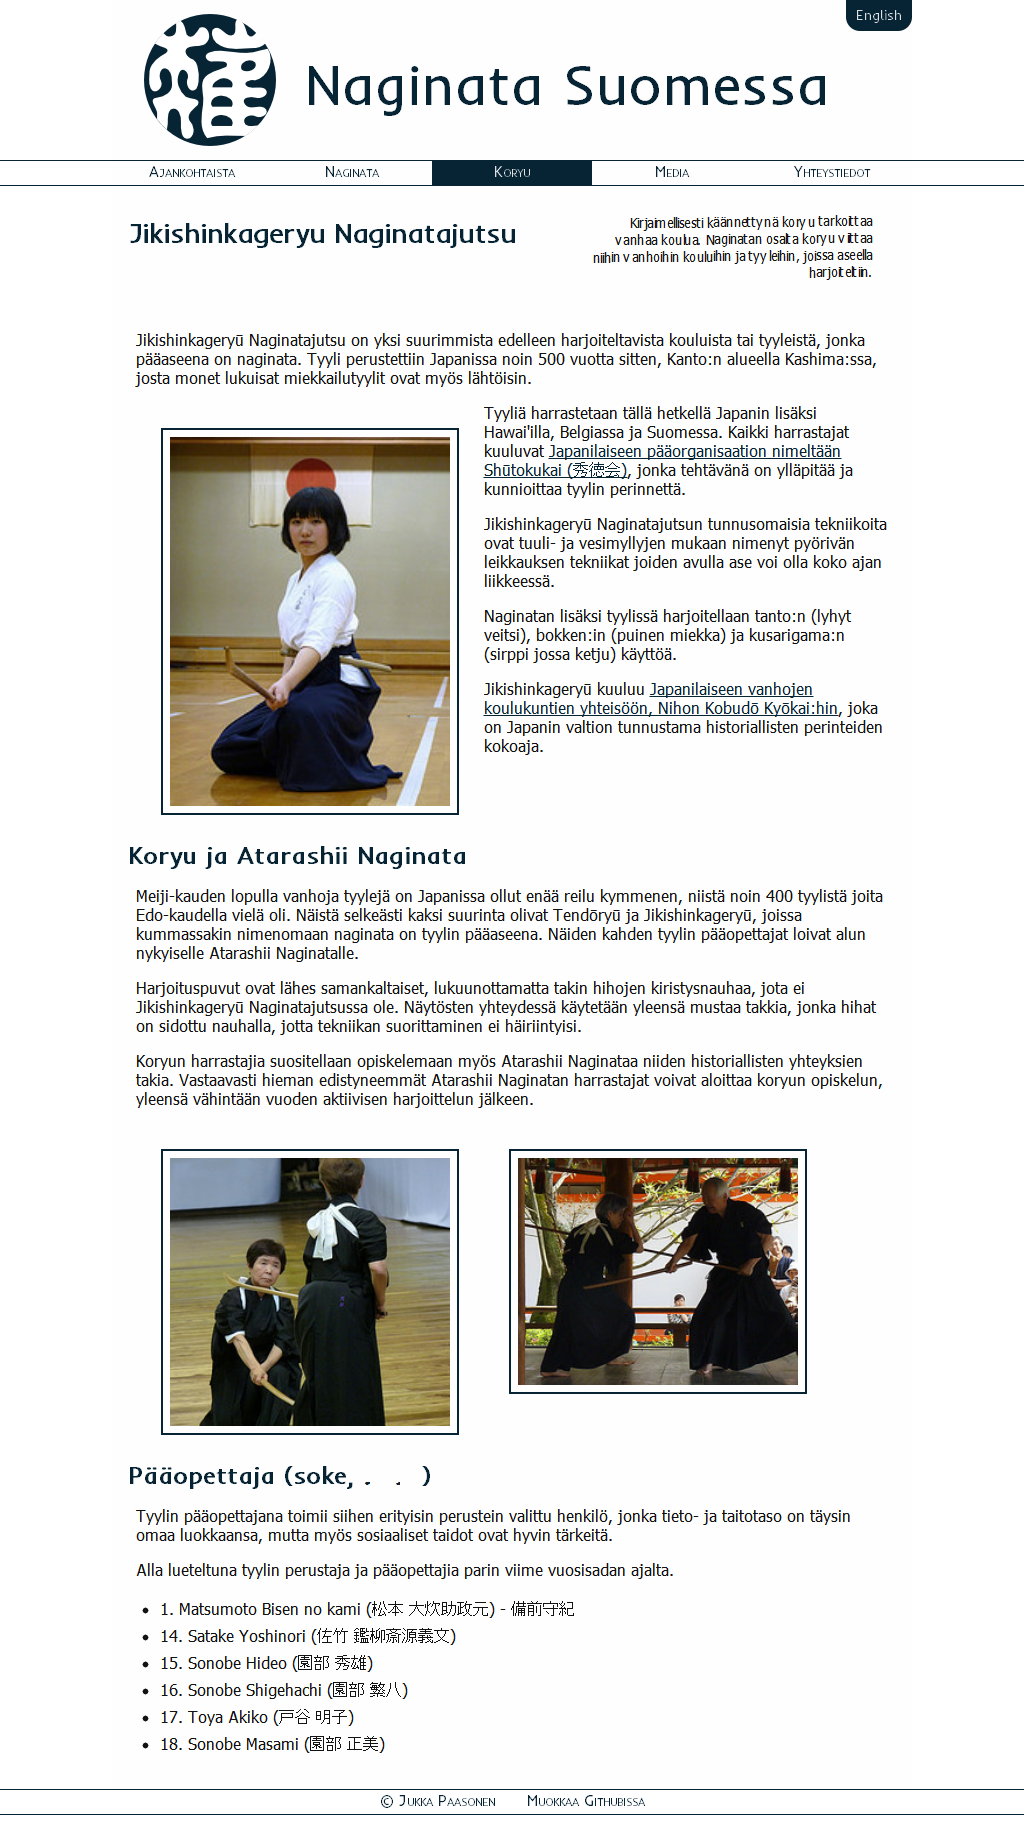 English
Naginata Suomessa
Ajankohtaista Naginata Koryu Media Yhteystiedot
Jikishinkageryu Naginatajutsu
Kirjaimellisesti käännettynä koryu tarkoittaa
vanhaa koulua. Naginatan osalta koryu viittaa
niihin vanhoihin kouluihin ja tyyleihin, joissa aseella
harjoiteltiin.
Jikishinkageryū Naginatajutsu on yksi suurimmista edelleen harjoiteltavista kouluista tai tyyleistä, jonka
pääaseena on naginata. Tyyli perustettiin Japanissa noin 500 vuotta sitten, Kanto:n alueella Kashima:ssa,
josta monet lukuisat miekkailutyylit ovat myös lähtöisin.
Tyyliä harrastetaan tällä hetkellä Japanin lisäksi
Hawai'illa, Belgiassa ja Suomessa. Kaikki harrastajat
kuuluvat Japanilaiseen pääorganisaation nimeltään
Shūtokukai (秀徳会), jonka tehtävänä on ylläpitää ja
kunnioittaa tyylin perinnettä.
Jikishinkageryū Naginatajutsun tunnusomaisia tekniikoita
ovat tuuli- ja vesimyllyjen mukaan nimenyt pyörivän
leikkauksen tekniikat joiden avulla ase voi olla koko ajan
liikkeessä.
Naginatan lisäksi tyylissä harjoitellaan tanto:n (lyhyt
veitsi), bokken:in (puinen miekka) ja kusarigama:n
(sirppi jossa ketju) käyttöä.
Jikishinkageryū kuuluu Japanilaiseen vanhojen
koulukuntien yhteisöön, Nihon Kobudō Kyōkai:hin, joka
on Japanin valtion tunnustama historiallisten perinteiden
kokoaja.
Koryu ja Atarashii Naginata
Meiji-kauden lopulla vanhoja tyylejä on Japanissa ollut enää reilu kymmenen, niistä noin 400 tyylistä joita
Edo-kaudella vielä oli. Näistä selkeästi kaksi suurinta olivat Tendōryū ja Jikishinkageryū, joissa
kummassakin nimenomaan naginata on tyylin pääaseena. Näiden kahden tyylin pääopettajat loivat alun
nykyiselle Atarashii Naginatalle.
Harjoituspuvut ovat lähes samankaltaiset, lukuunottamatta takin hihojen kiristysnauhaa, jota ei
Jikishinkageryū Naginatajutsussa ole. Näytösten yhteydessä käytetään yleensä mustaa takkia, jonka hihat
on sidottu nauhalla, jotta tekniikan suorittaminen ei häiriintyisi.
Koryun harrastajia suositellaan opiskelemaan myös Atarashii Naginataa niiden historiallisten yhteyksien
takia. Vastaavasti hieman edistyneemmät Atarashii Naginatan harrastajat voivat aloittaa koryun opiskelun,
yleensä vähintään vuoden aktiivisen harjoittelun jälkeen.
Pääopettaja (soke, )
Tyylin pääopettajana toimii siihen erityisin perustein valittu henkilö, jonka tieto- ja taitotaso on täysin
omaa luokkaansa, mutta myös sosiaaliset taidot ovat hyvin tärkeitä.
Alla lueteltuna tyylin perustaja ja pääopettajia parin viime vuosisadan ajalta.
• 1. Matsumoto Bisen no kami (松本 大炊助政元) - 備前守紀
• 14. Satake Yoshinori (佐竹 鑑柳斎源義文)
• 15. Sonobe Hideo (園部 秀雄)
• 16. Sonobe Shigehachi (園部 繁八)
• 17. Toya Akiko (戸谷 明子)
• 18. Sonobe Masami (園部 正美)
© Jukka Paasonen Muokkaa Githubissa